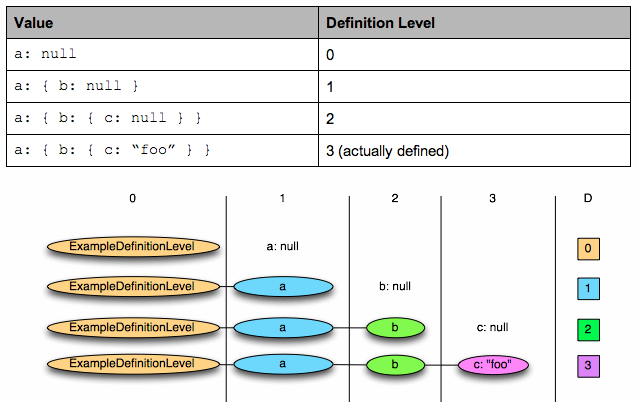 Value Definition Level
a: null 0
a: { b: null } 1
a: { b: { c: null } } 2
a: { b: { c: “foo” } } 3 (actually defined)
0 1 2 3 D
ExampleDefinitionLevel a: null 0
ExampleDefinitionLevel a b: null 1
ExampleDefinitionLevel a b c: null 2
ExampleDefinitionLevel a b c: "foo" 3